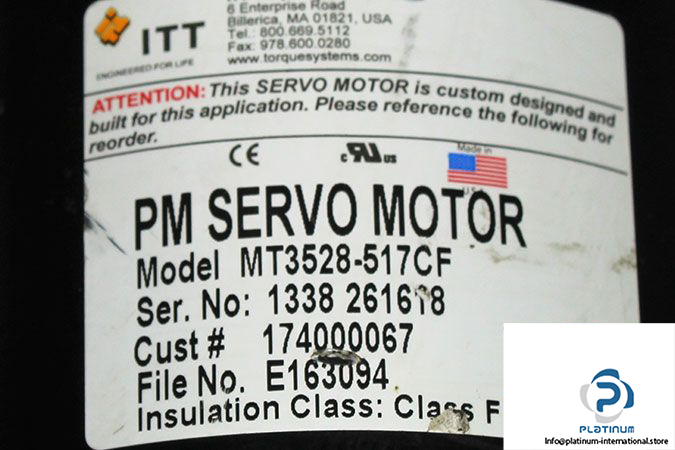 6 Enterprise Road
Billerica, MA 01821, USA
Tel.: 800.669.5112
Fax: 978.600.0280
www.torquesystems.com
ITT
ENGINEERED FOR LIFE
ATTENTION: This SERVO MOTOR is custom designed and
built for this application. Please reference the following for
reorder.
CE
c RU us
Made in
U.S.A.
PM SERVO MOTOR
Model MT3528-517CF
Ser. No: 1338 261618
Cust # 174000067
File No. E163094
Insulation Class: Class F
PLATINUM
Info@platinum-international.store